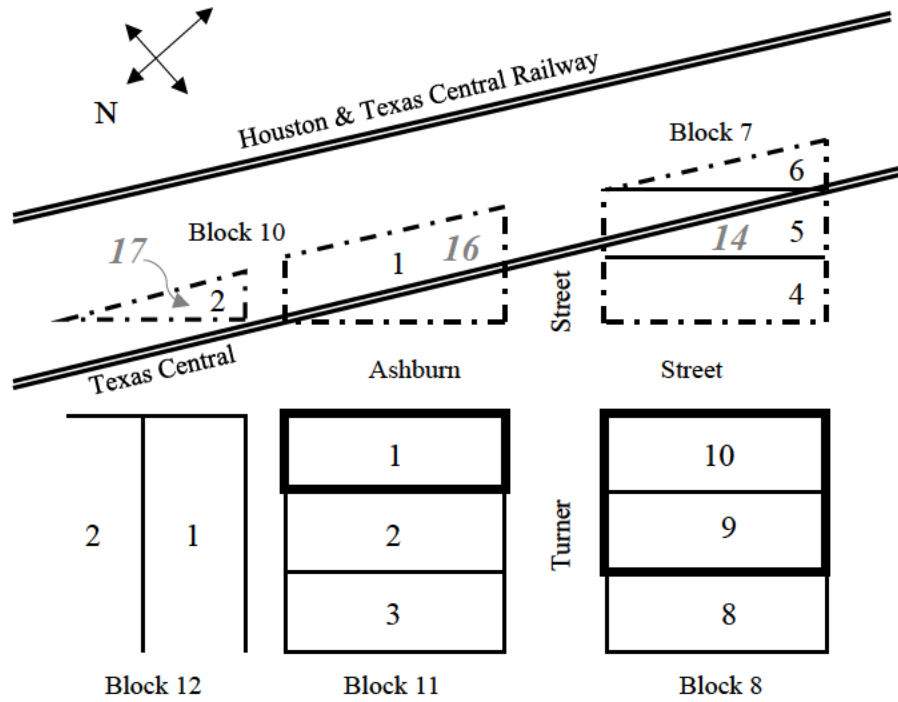 N
Houston & Texas Central Railway
Block 7
6
Block 10
17
1
16
14
5
2
Street
4
Texas Central
Ashburn
Street
1
10
2
1
2
Turner
9
3
8
Block 12
Block 11
Block 8